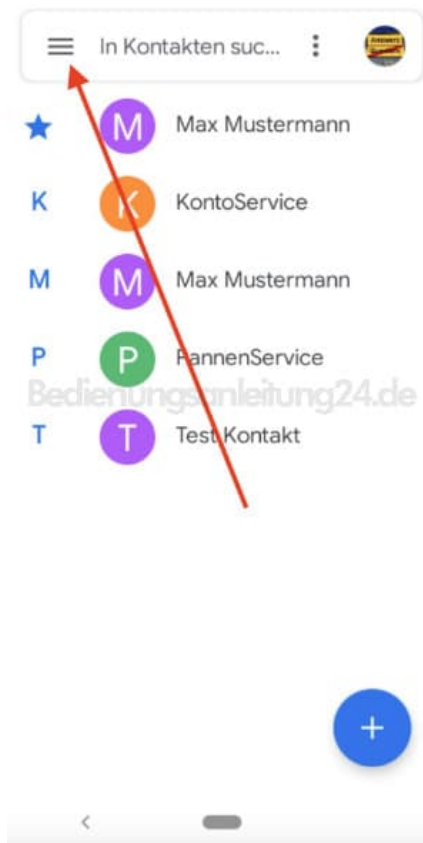 In Kontakten suc...
M Max Mustermann
K K KontoService
M M Max Mustermann
P P PannenService
Bedienungsanleitung24.de
T T Test Kontakt